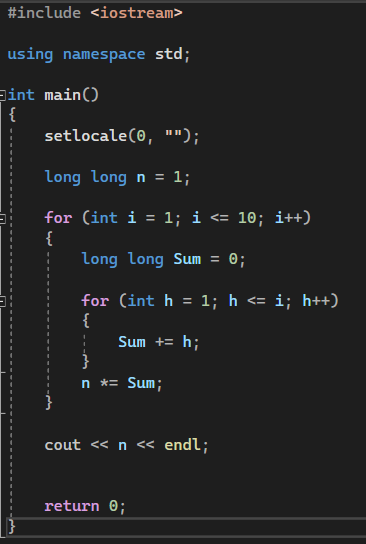 #include <iostream>
using namespace std;
int main()
{
setlocale(0, "");
long long n = 1;
for (int i = 1; i <= 10; i++)
{
long long Sum = 0;
for (int h = 1; h <= i; h++)
{
Sum += h;
}
n *= Sum;
}
cout << n << endl;
return 0;
}